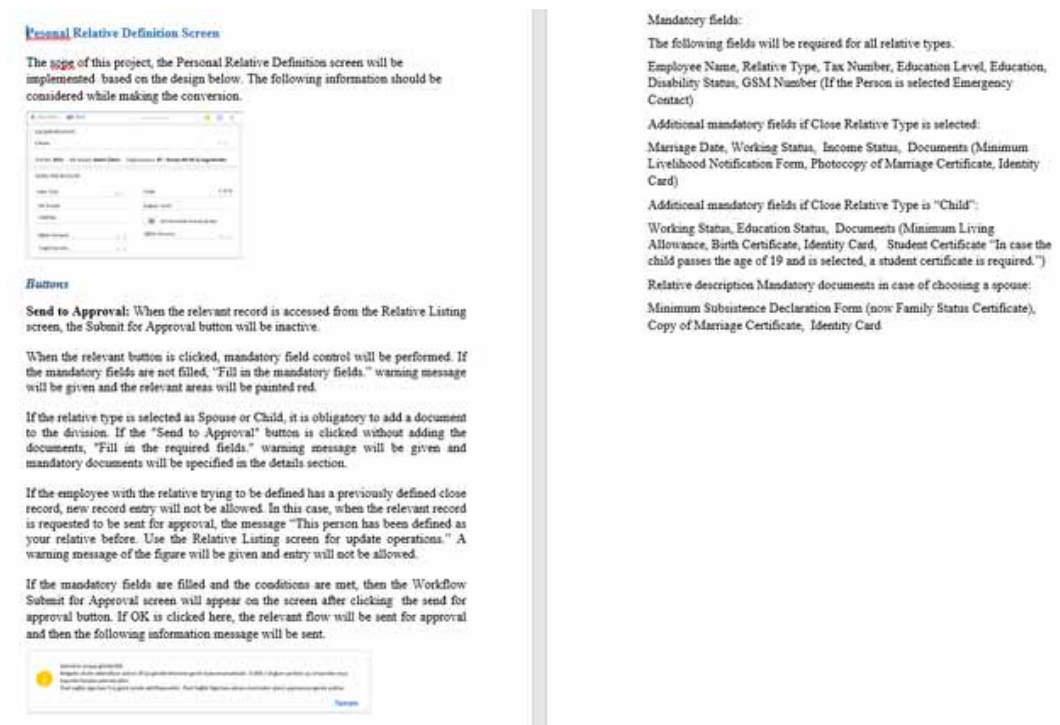 Pesonal Relative Definition Screen
The sope of this project, the Personal Relative Definition screen will be
implemented based on the design below. The following information should be
considered while making the conversion.
Buttons
Send to Approval: When the relevant record is accessed from the Relative Listing
screen, the Submit for Approval button will be inactive.
When the relevant button is clicked, mandatory field control will be performed. If
the mandatory fields are not filled, "Fill in the mandatory fields." warning message
will be given and the relevant areas will be painted red.
If the relative type is selected as Spouse or Child, it is obligatory to add a document
to the division. If the "Send to Approval" button is clicked without adding the
documents, "Fill in the required fields." warning message will be given and
mandatory documents will be specified in the details section.
If the employee with the relative trying to be defined has a previously defined close
record, new record entry will not be allowed. In this case, when the relevant record
is requested to be sent for approval, the message "This person has been defined as
your relative before. Use the Relative Listing screen for update operations." A
warning message of the figure will be given and entry will not be allowed.
If the mandatory fields are filled and the conditions are met, then the Workflow
Submit for Approval screen will appear on the screen after clicking the send for
approval button. If OK is clicked here, the relevant flow will be sent for approval
and then the following information message will be sent.
Tamam
Mandatory fields:
The following fields will be required for all relative types.
Employee Name, Relative Type, Tax Number, Education Level, Education,
Disability Status, GSM Number (If the Person is selected Emergency
Contact)
Additional mandatory fields if Close Relative Type is selected:
Marriage Date, Working Status, Income Status, Documents (Minimum
Livelihood Notification Form, Photocopy of Marriage Certificate, Identity
Card)
Additional mandatory fields if Close Relative Type is "Child":
Working Status, Education Status, Documents (Minimum Living
Allowance, Birth Certificate, Identity Card, Student Certificate "In case the
child passes the age of 19 and is selected, a student certificate is required.")
Relative description Mandatory documents in case of choosing a spouse:
Minimum Subsistence Declaration Form (now Family Status Certificate),
Copy of Marriage Certificate, Identity Card